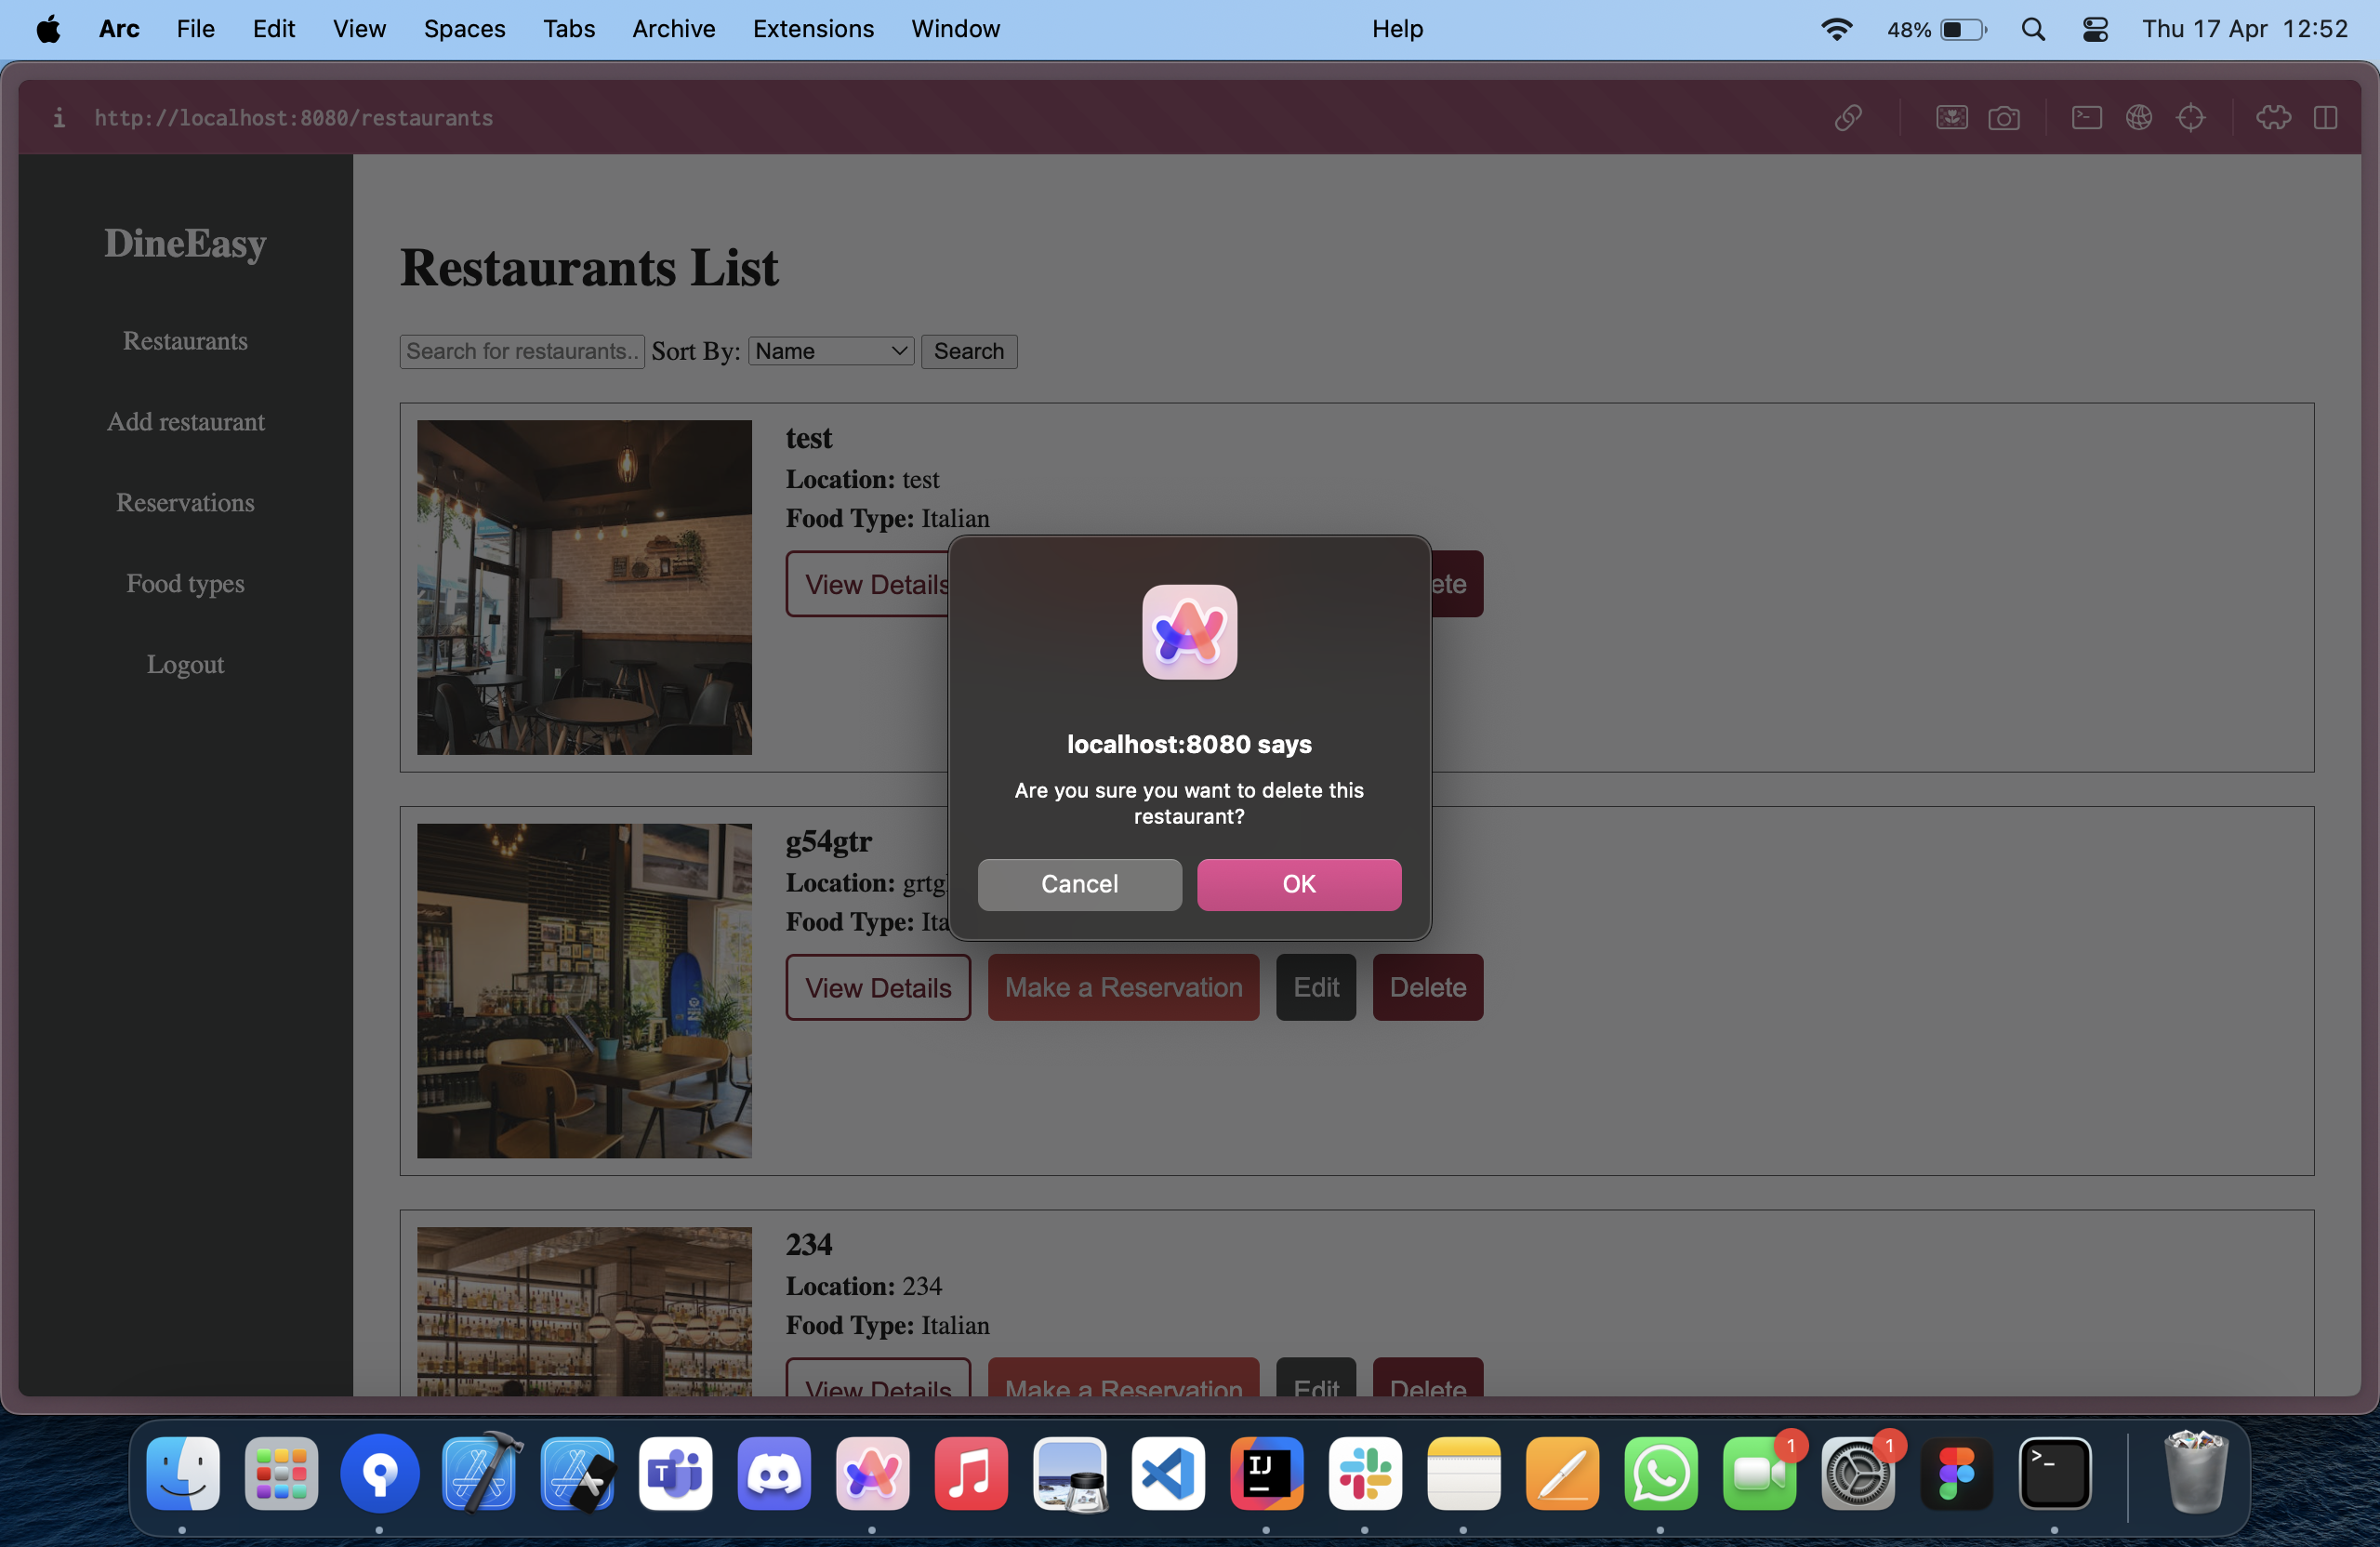 Arc File Edit View Spaces Tabs Archive Extensions Window Help 48% Thu 17 Apr 12:52
http://localhost:8080/restaurants
DineEasy
Restaurants
Add restaurant
Reservations
Food types
Logout
Restaurants List
Search for restaurants.. Sort By: Name Search
test
Location: test
Food Type: Italian
View Details ete
localhost:8080 says
Are you sure you want to delete this
restaurant?
Cancel OK
g54gtr
Location: grtg
Food Type: Ita
View Details Make a Reservation Edit Delete
234
Location: 234
Food Type: Italian
View Details Make a Reservation Edit Delete
T IJ 1 1